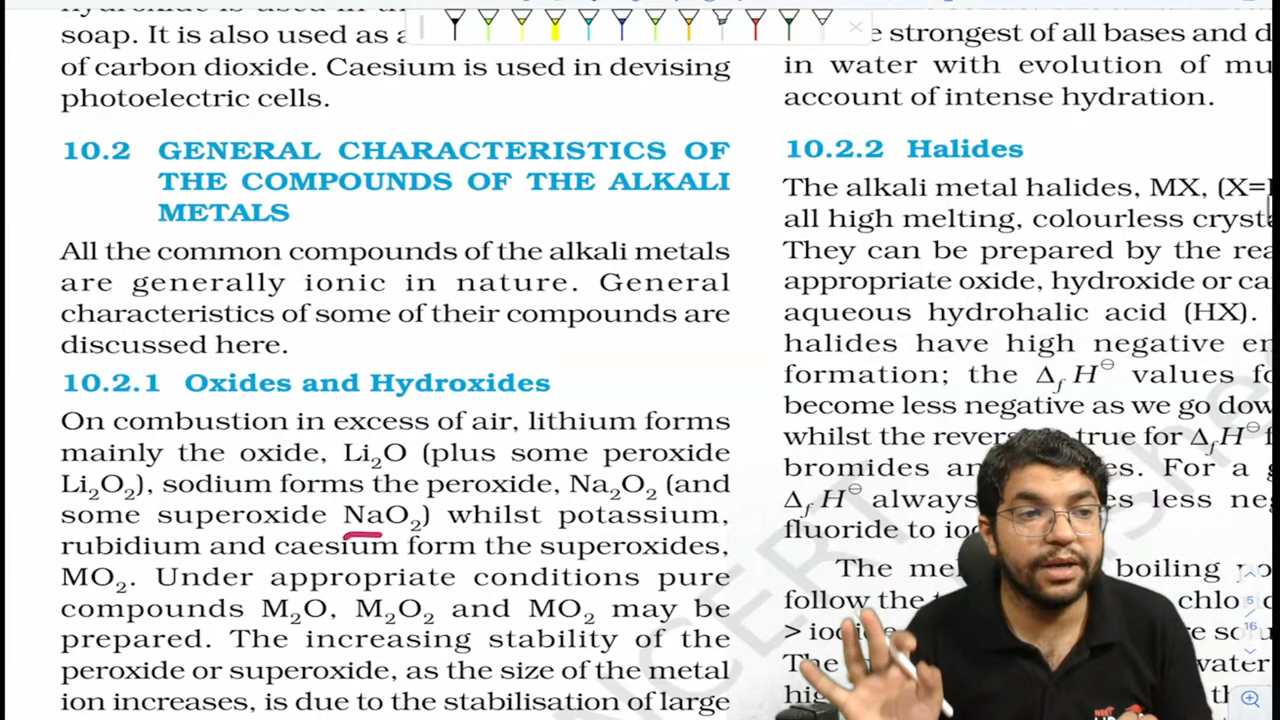 soap. It is also used as a
of carbon dioxide. Caesium is used in devising
photoelectric cells.
10.2 GENERAL CHARACTERISTICS OF
THE COMPOUNDS OF THE ALKALI
METALS
All the common compounds of the alkali metals
are generally ionic in nature. General
characteristics of some of their compounds are
discussed here.
10.2.1 Oxides and Hydroxides
On combustion in excess of air, lithium forms
mainly the oxide, Li₂O (plus some peroxide
Li₂O₂), sodium forms the peroxide, Na₂O₂ (and
some superoxide NaO₂) whilst potassium,
rubidium and caesium form the superoxides,
MO₂. Under appropriate conditions pure
compounds M₂O, M₂O₂ and MO₂ may be
prepared. The increasing stability of the
peroxide or superoxide, as the size of the metal
ion increases, is due to the stabilisation of large
strongest of all bases and
in water with evolution of
account of intense hydration.
10.2.2 Halides
The alkali metal halides, MX, (X=
all high melting, colourless
They can be prepared by the
appropriate oxide, hydroxide or
aqueous hydrohalic acid (HX).
halides have high negative
formation; the Δf H⊖ values
become less negative as we go
whilst the true for Δf H⊖
bromides For a
Δf H⊖ always less
fluoride to
The boiling
follow the
>
The water
5
16
NCERT